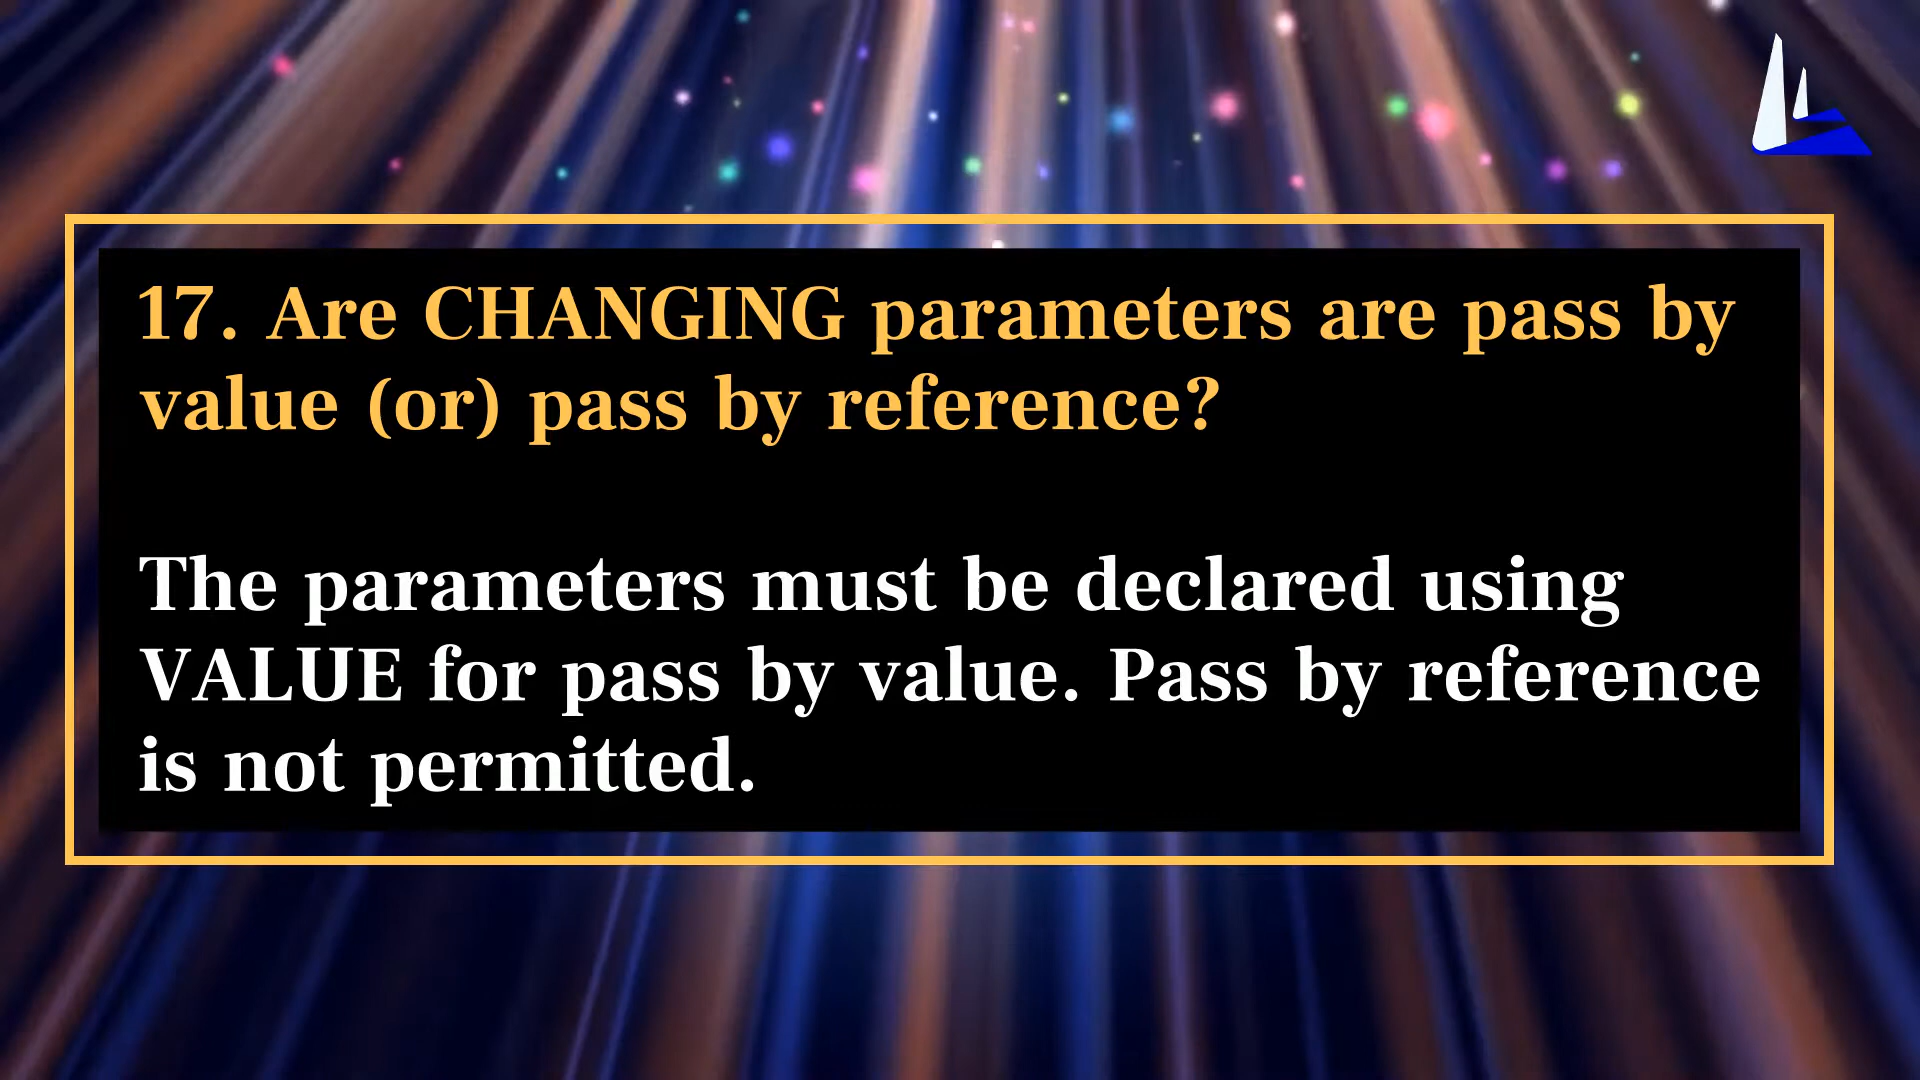 17. Are CHANGING parameters are pass by
value (or) pass by reference?
The parameters must be declared using
VALUE for pass by value. Pass by reference
is not permitted.